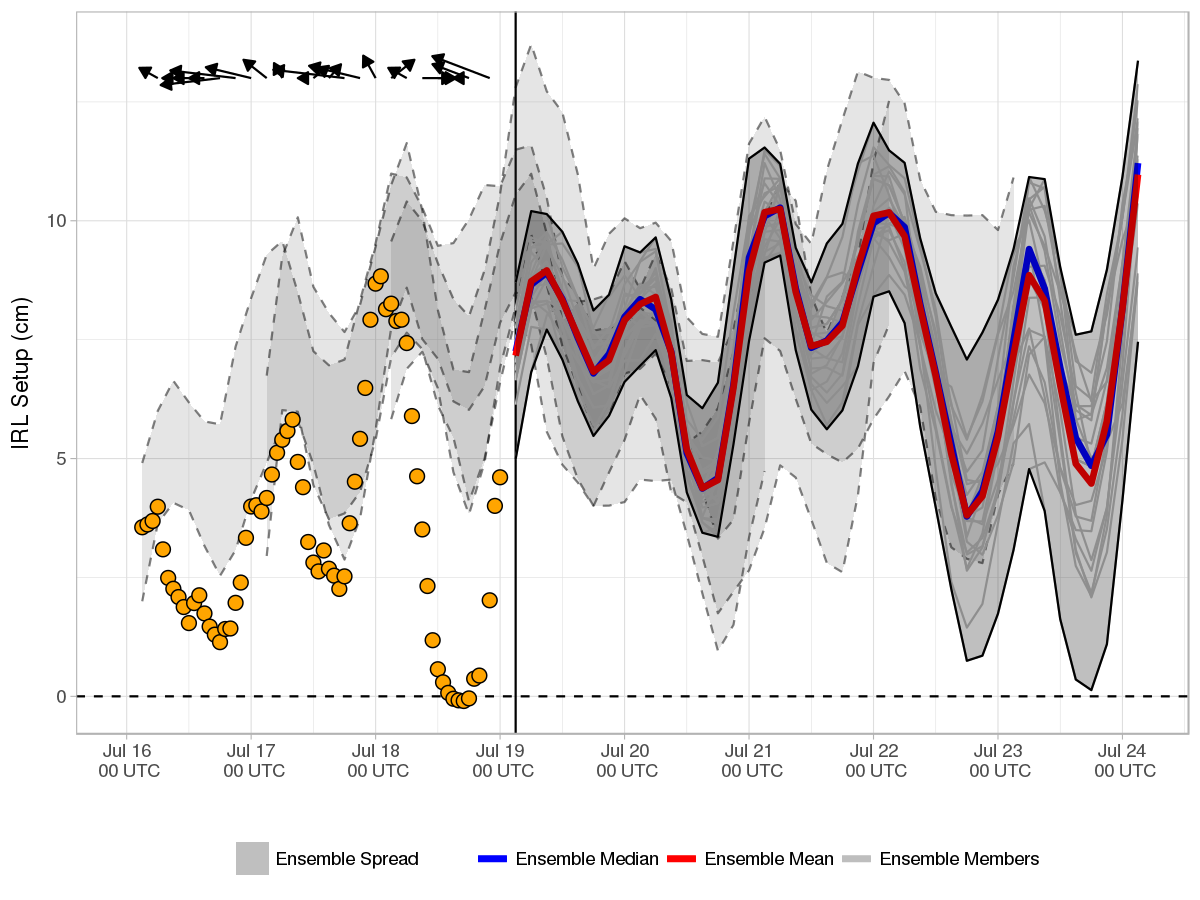 IRL Setup (cm)
10
5
0
Jul 16 Jul 17 Jul 18 Jul 19 Jul 20 Jul 21 Jul 22 Jul 23 Jul 24
00 UTC 00 UTC 00 UTC 00 UTC 00 UTC 00 UTC 00 UTC 00 UTC 00 UTC
Ensemble Spread Ensemble Median Ensemble Mean Ensemble Members